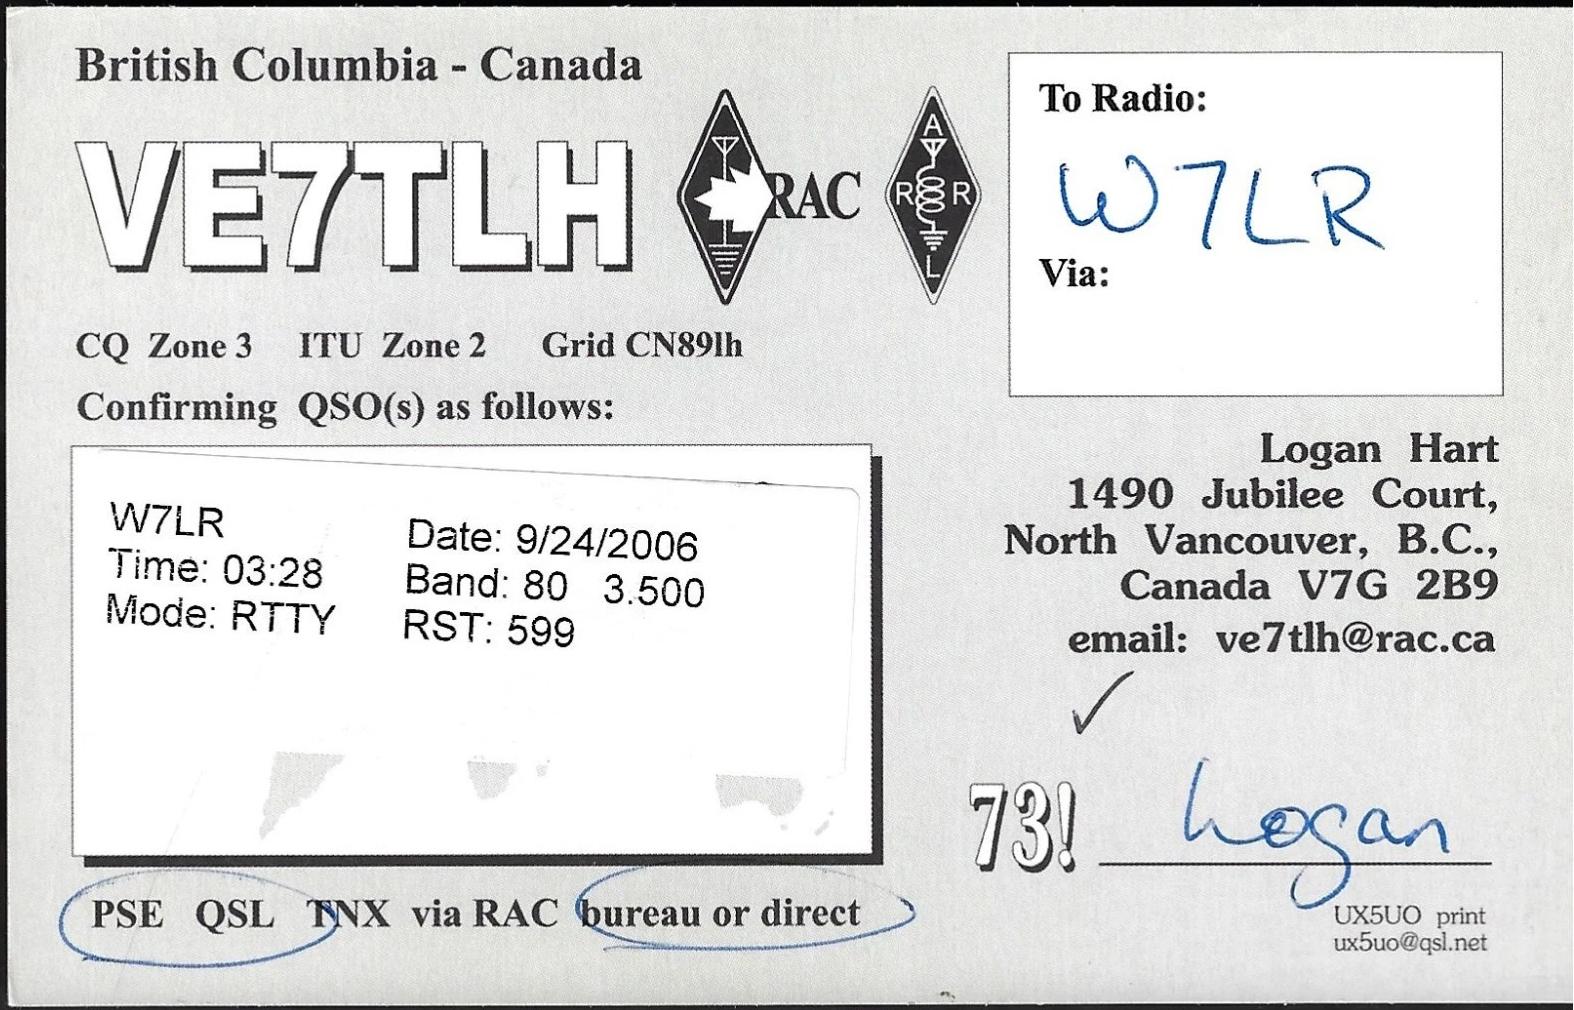 British Columbia - Canada
VE7TLH
RAC
A
R R
L
CQ Zone 3 ITU Zone 2 Grid CN89lh
Confirming QSO(s) as follows:
W7LR
Time: 03:28
Mode: RTTY
Date: 9/24/2006
Band: 80 3.500
RST: 599
PSE QSL TNX via RAC bureau or direct
To Radio:
W7LR
Via:
Logan Hart
1490 Jubilee Court,
North Vancouver, B.C.,
Canada V7G 2B9
email: ve7tlh@rac.ca
73!
Logan
UX5UO print
ux5uo@qsl.net